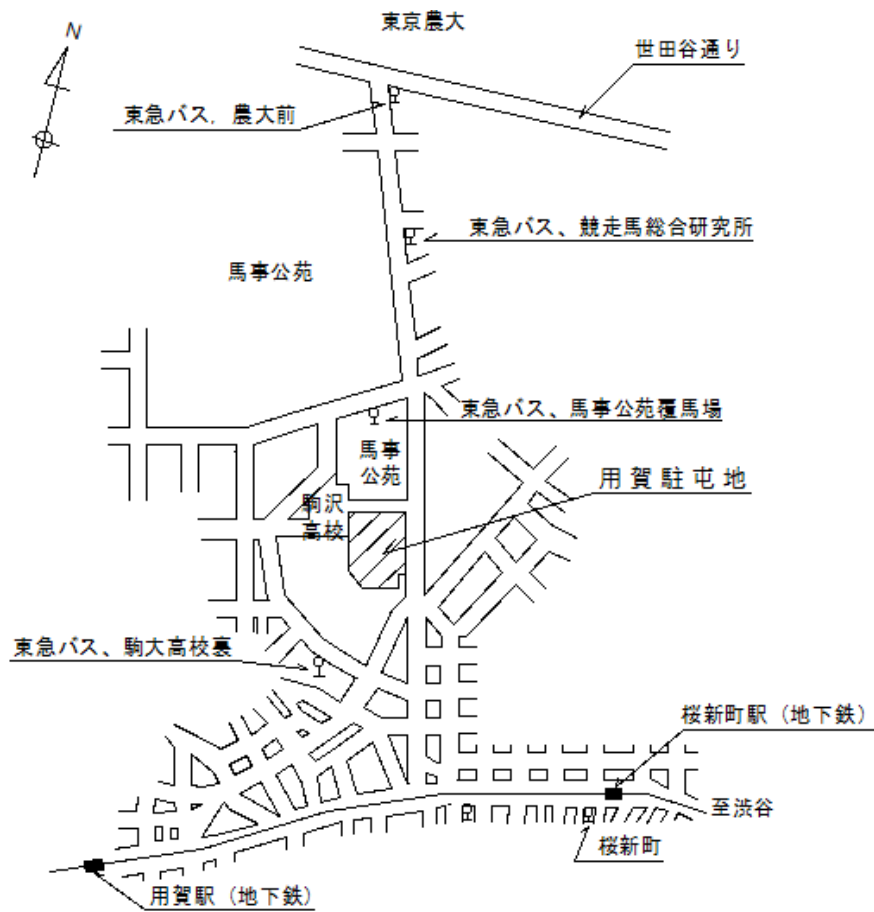 東京農大
N
世田谷通り
東急バス, 農大前
東急バス、競走馬総合研究所
馬事公苑
東急バス、馬事公苑覆馬場
馬事
公苑
用賀駐屯地
駒沢
高校
東急バス、駒大高校裏
桜新町駅（地下鉄）
至渋谷
桜新町
用賀駅（地下鉄）